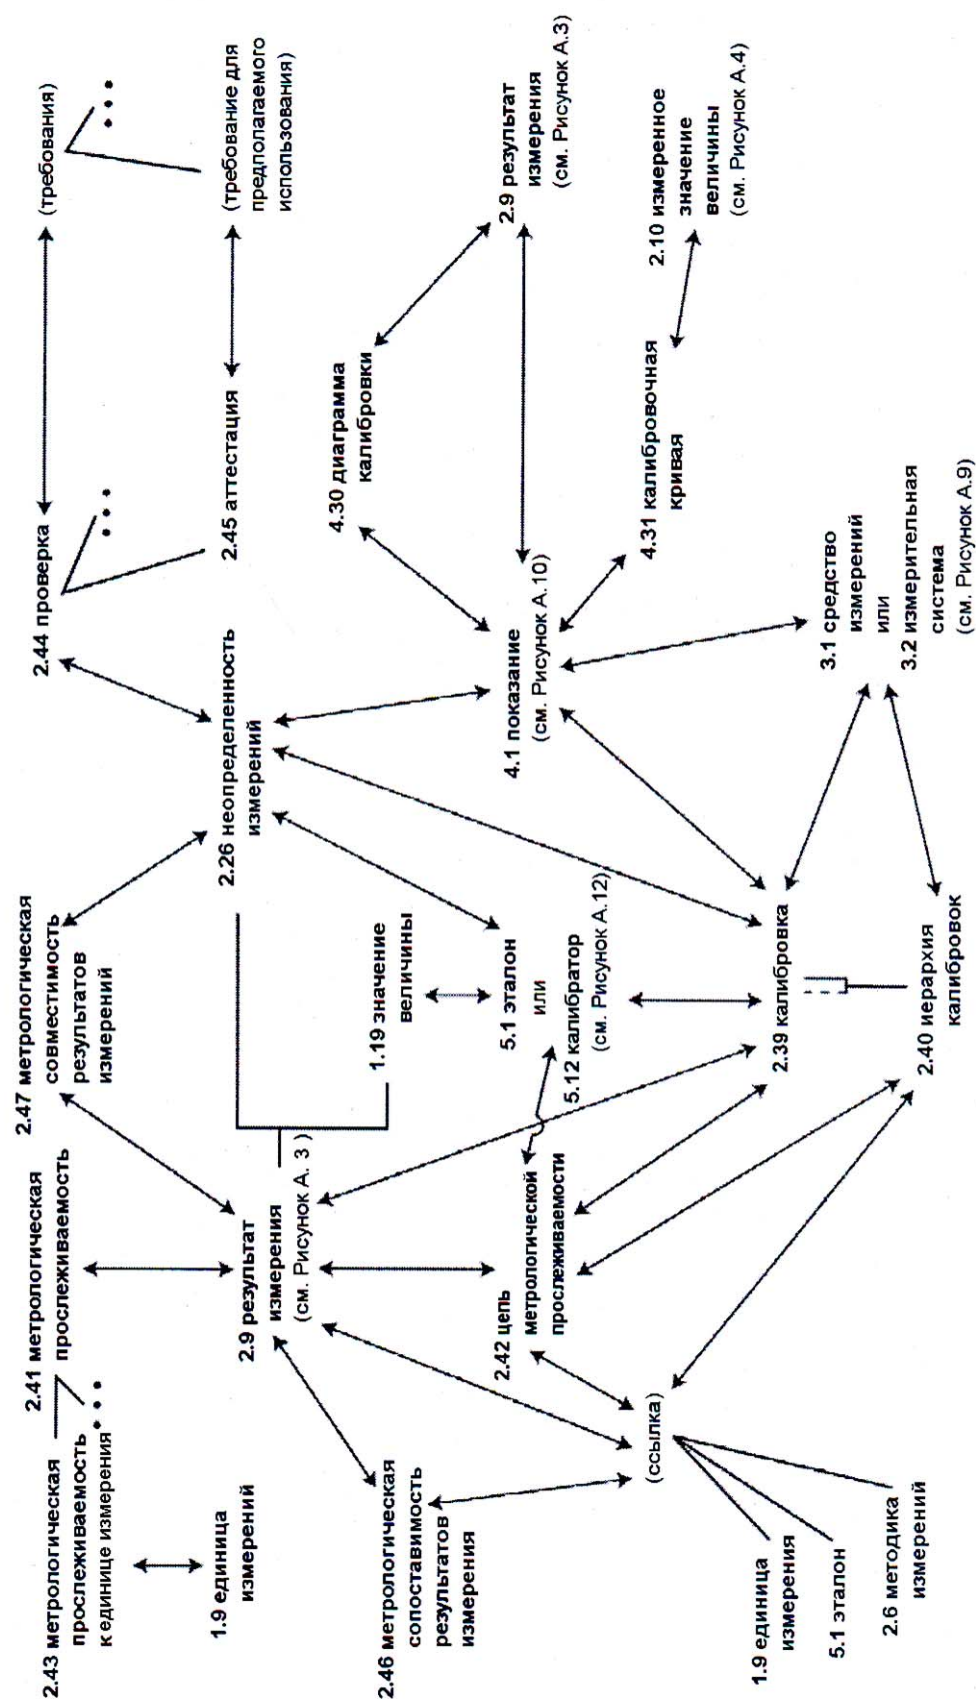 2.43 метрологическая
прослеживаемость
к единице измерения
1.9 единица
измерений
2.41 метрологическая
прослеживаемость
2.47 метрологическая
совместимость
результатов
измерений
2.44 проверка
(требования)
2.45 аттестация
(требование для
предполагаемого
использования)
2.9 результат
измерения
(см. Рисунок А. 3 )
2.26 неопределенность
измерений
2.46 метрологическая
сопоставимость
результатов
измерения
1.19 значение
величины
4.30 диаграмма
калибровки
2.9 результат
измерения
(см. Рисунок А.3)
2.42 цепь
метрологической
прослеживаемости
5.1 эталон
или
5.12 калибратор
(см. Рисунок А.12)
4.1 показание
(см. Рисунок А.10)
4.31 калибровочная
кривая
2.10 измеренное
значение
величины
(см. Рисунок А.4)
(ссылка)
2.39 калибровка
3.1 средство
измерений
или
3.2 измерительная
система
(см. Рисунок А.9)
1.9 единица
измерения
5.1 эталон
2.6 методика
измерений
2.40 иерархия
калибровок